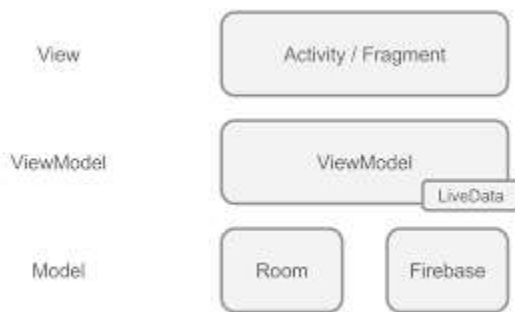 View
Activity / Fragment
ViewModel
ViewModel
LiveData
Model
Room
Firebase